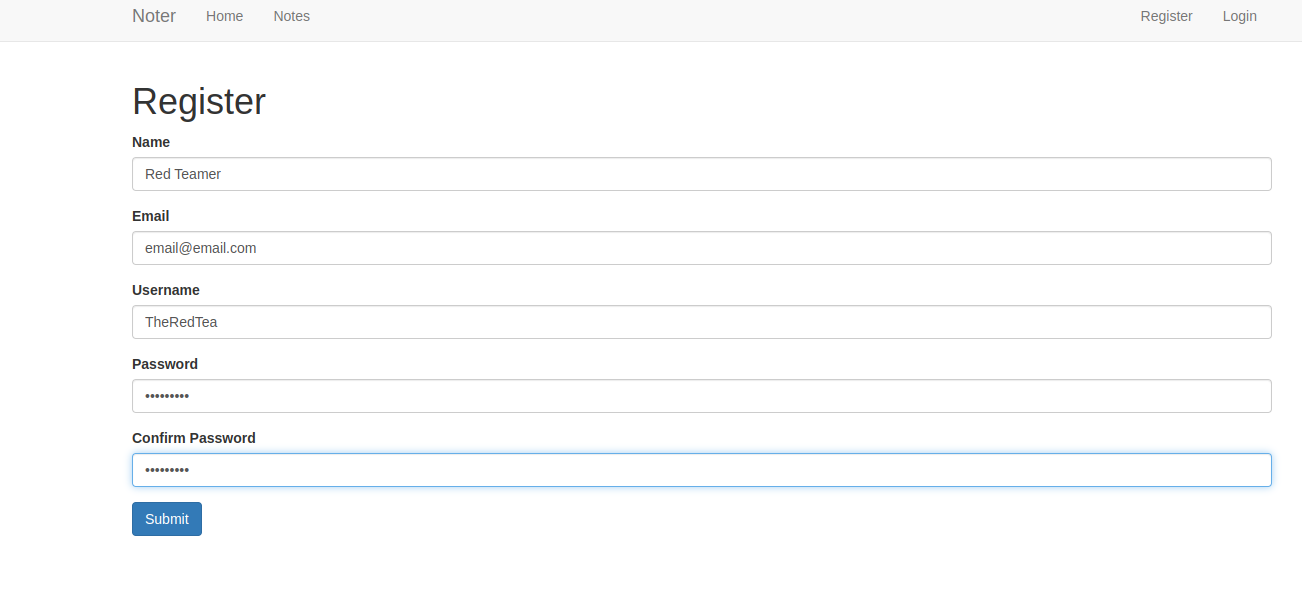 Noter Home Notes Register Login
Register
Name
Red Teamer
Email
email@email.com
Username
TheRedTea
Password
•••••••••
Confirm Password
•••••••••
Submit